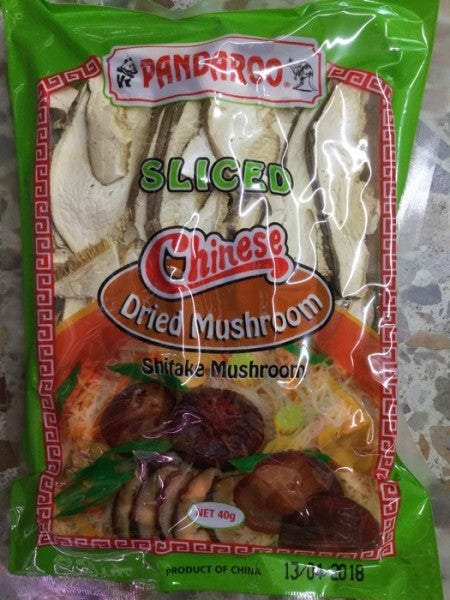 PANDAROO®
SLICED
Chinese
Dried Mushroom
Shitake Mushroom
NET 40g
PRODUCT OF CHINA 13/04/2018